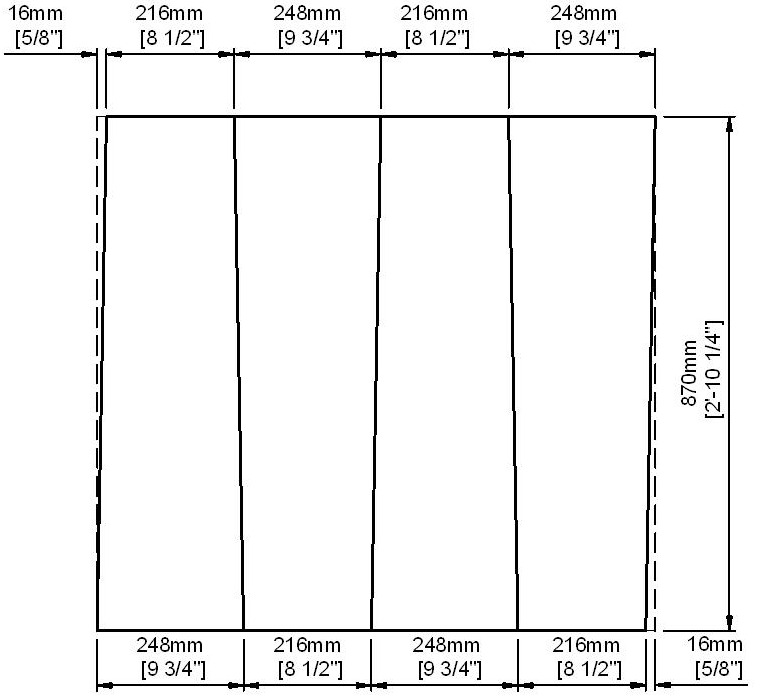 16mm 216mm 248mm 216mm 248mm
[5/8"] [8 1/2"] [9 3/4"] [8 1/2"] [9 3/4"]
870mm
[2'-10 1/4"]
248mm 216mm 248mm 216mm 16mm
[9 3/4"] [8 1/2"] [9 3/4"] [8 1/2"] [5/8"]